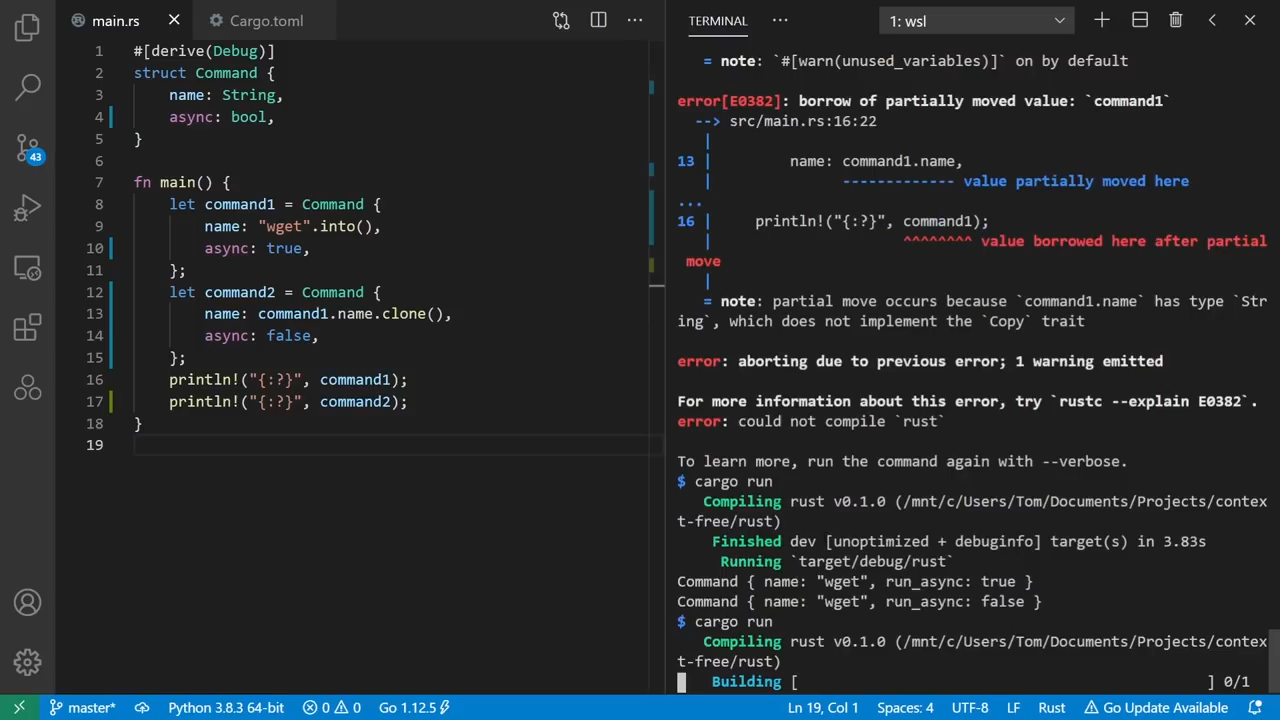 main.rs
Cargo.toml
1 #[derive(Debug)]
2 struct Command {
3 name: String,
4 async: bool,
5 }
6
7 fn main() {
8 let command1 = Command {
9 name: "wget".into(),
10 async: true,
11 };
12 let command2 = Command {
13 name: command1.name.clone(),
14 async: false,
15 };
16 println!("{:?}", command1);
17 println!("{:?}", command2);
18 }
19
43
TERMINAL
1: wsl
= note: `#[warn(unused_variables)]` on by default
error[E0382]: borrow of partially moved value: `command1`
--> src/main.rs:16:22
|
13 | name: command1.name,
| ------------- value partially moved here
...
16 | println!("{:?}", command1);
| ^^^^^^^^ value borrowed here after partial
move
|
= note: partial move occurs because `command1.name` has type `Str
ing`, which does not implement the `Copy` trait
error: aborting due to previous error; 1 warning emitted
For more information about this error, try `rustc --explain E0382`.
error: could not compile `rust`
To learn more, run the command again with --verbose.
$ cargo run
Compiling rust v0.1.0 (/mnt/c/Users/Tom/Documents/Projects/contex
t-free/rust)
Finished dev [unoptimized + debuginfo] target(s) in 3.83s
Running `target/debug/rust`
Command { name: "wget", run_async: true }
Command { name: "wget", run_async: false }
$ cargo run
Compiling rust v0.1.0 (/mnt/c/Users/Tom/Documents/Projects/contex
t-free/rust)
Building [ ] 0/1
master* Python 3.8.3 64-bit 0 0 Go 1.12.5 Ln 19, Col 1 Spaces: 4 UTF-8 LF Rust Go Update Available